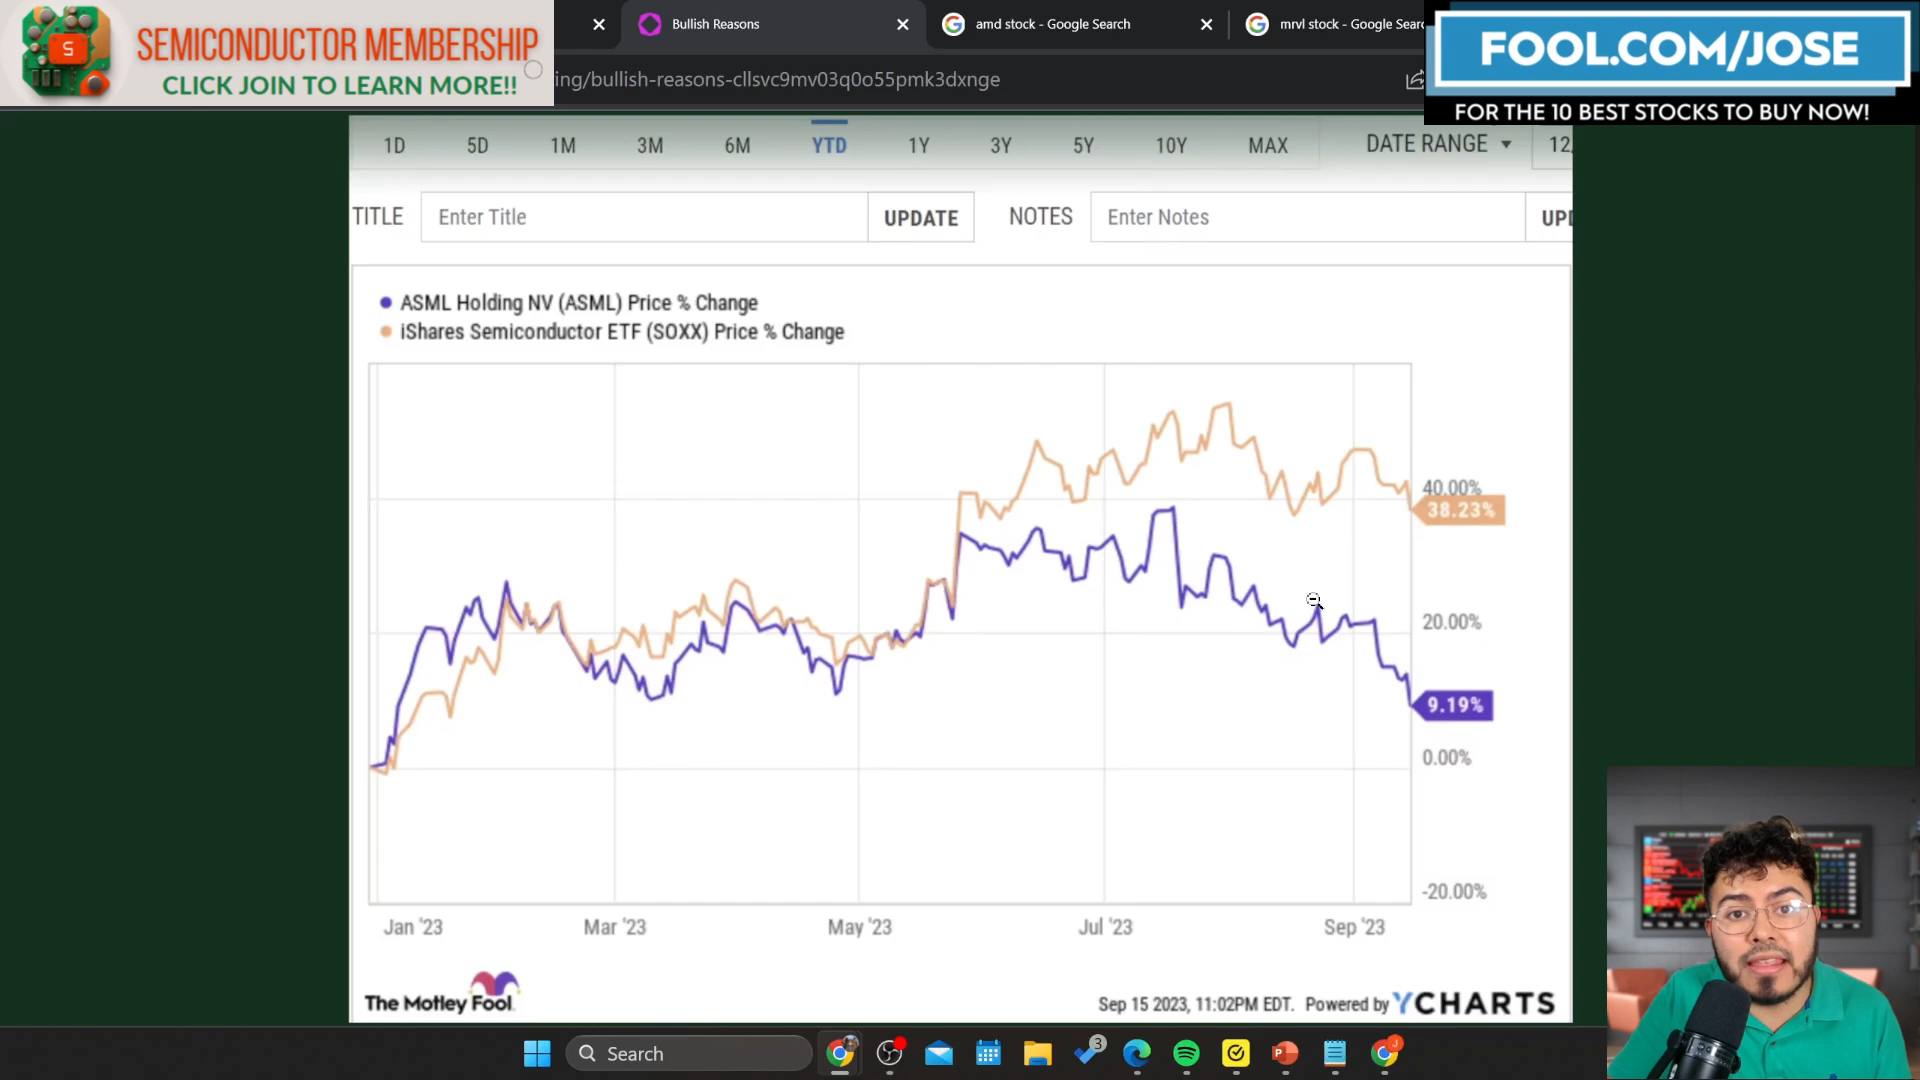 SEMICONDUCTOR MEMBERSHIP
CLICK JOIN TO LEARN MORE!!
S
Bullish Reasons
amd stock - Google Search
mrvl stock - Google Sear
FOOL.COM/JOSE
FOR THE 10 BEST STOCKS TO BUY NOW!
ing/bullish-reasons-cllsvc9mv03q0o55pmk3dxnge
1D 5D 1M 3M 6M YTD 1Y 3Y 5Y 10Y MAX DATE RANGE 12
TITLE Enter Title UPDATE NOTES Enter Notes UPD
ASML Holding NV (ASML) Price % Change
iShares Semiconductor ETF (SOXX) Price % Change
40.00%
38.23%
20.00%
9.19%
0.00%
-20.00%
Jan '23 Mar '23 May '23 Jul '23 Sep '23
The Motley Fool.
Sep 15 2023, 11:02PM EDT. Powered by YCHARTS
Search
3
J